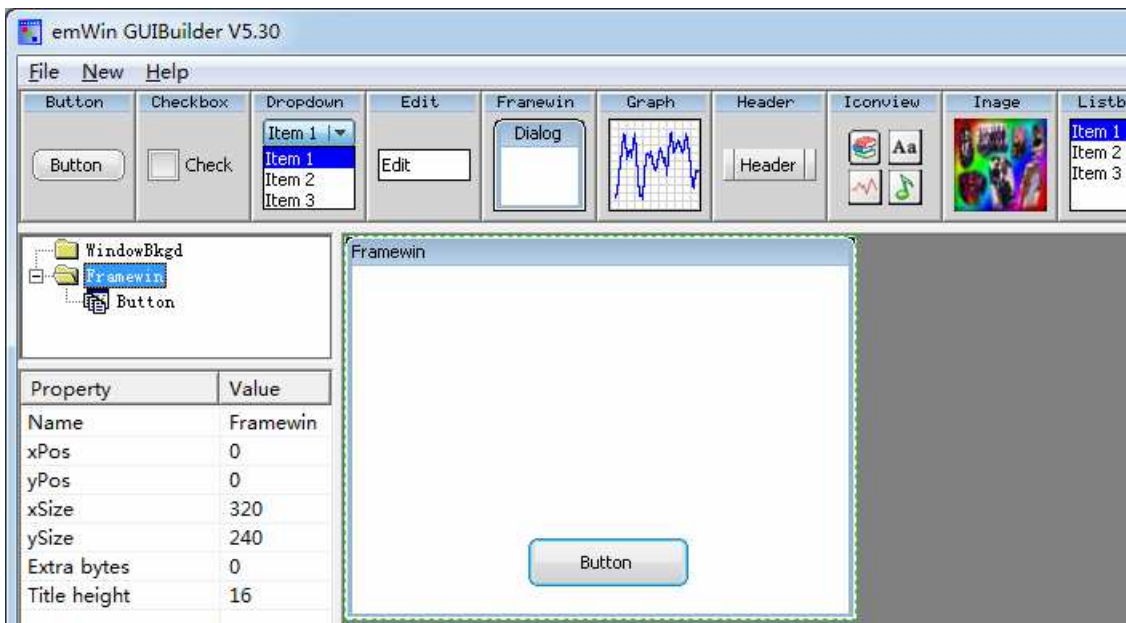 emWin GUIBuilder V5.30
File New Help
Button Checkbox Dropdown Edit Framewin Graph Header Iconview Image Listb
Button
Check
Item 1
Item 1
Item 2
Item 3
Edit
Dialog
Header
Aa
Item 1
Item 2
Item 3
WindowBkgd
Framewin
Button
Property Value
Name Framewin
xPos 0
yPos 0
xSize 320
ySize 240
Extra bytes 0
Title height 16
Framewin
Button